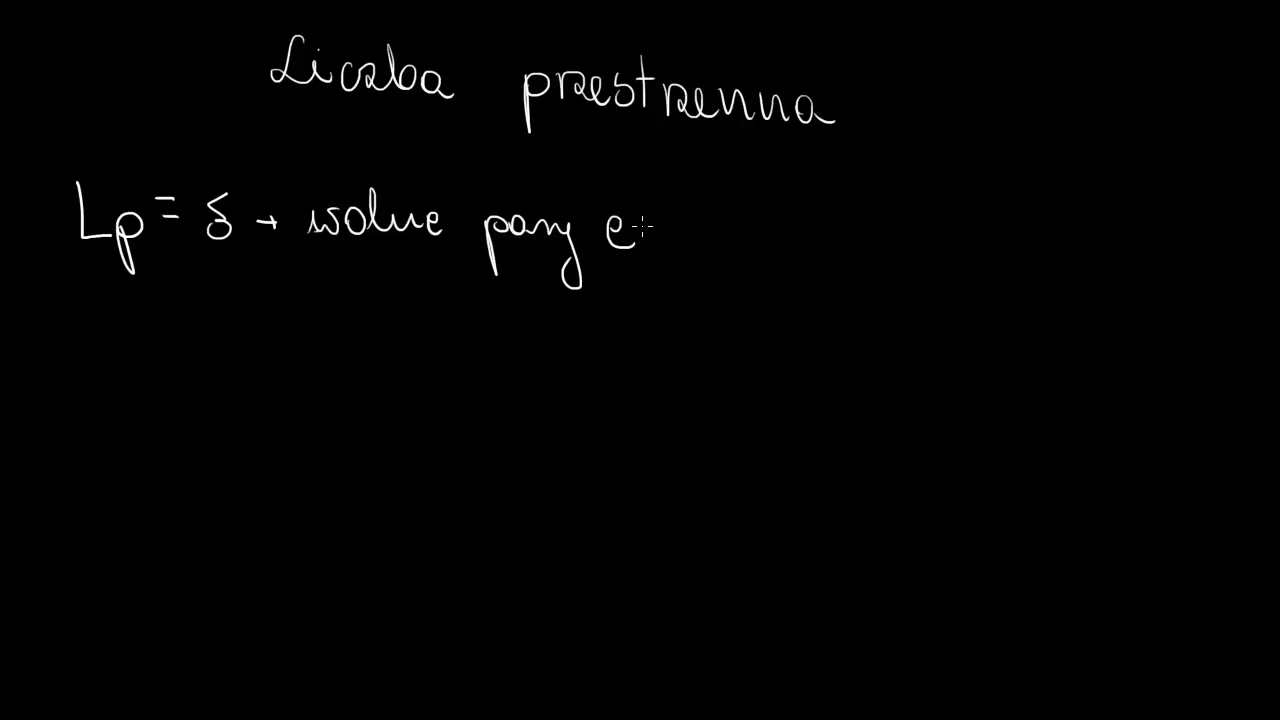 Liczba przestrzenna
Lp = δ + wolne pary e